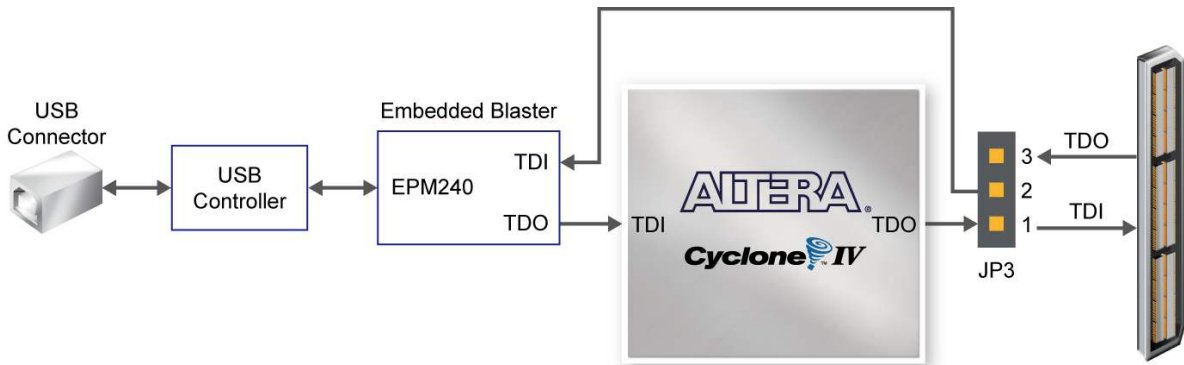 USB
Connector
USB
Controller
Embedded Blaster
EPM240
TDI
TDO
TDI
ALTERA®
Cyclone™ IV
TDO
3
2
1
JP3
TDO
TDI